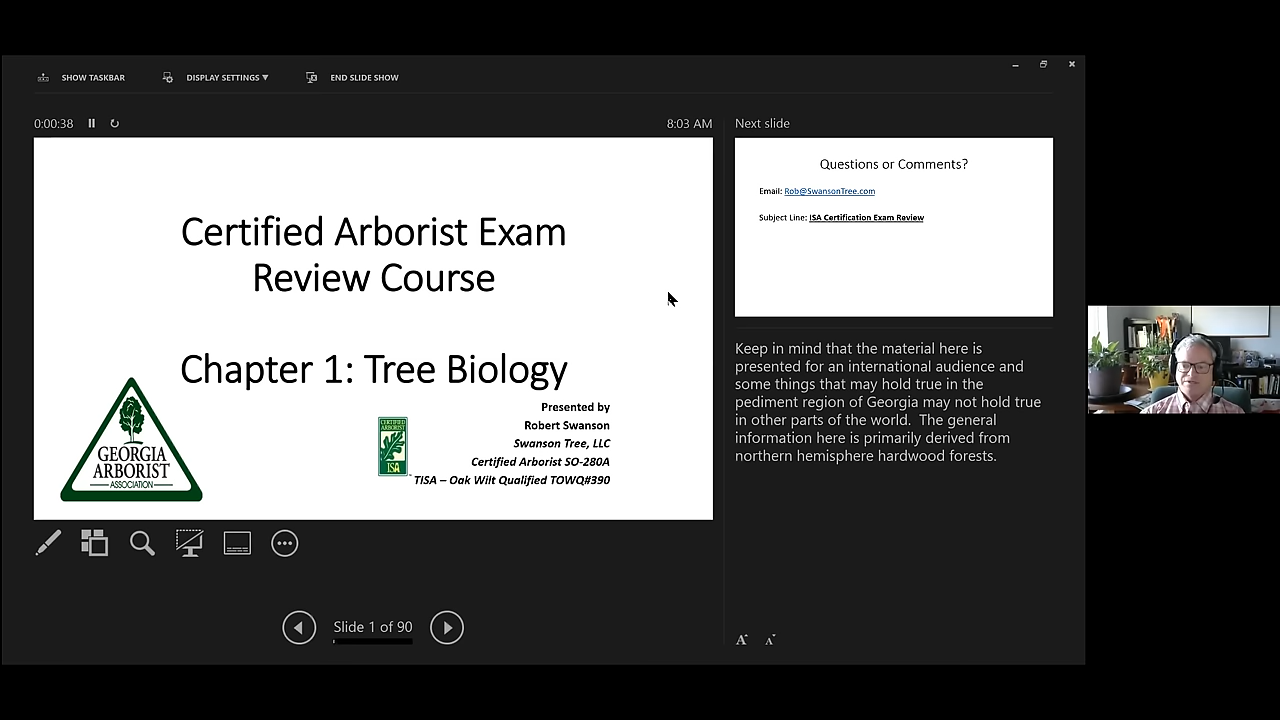 SHOW TASKBAR
DISPLAY SETTINGS ▼
END SLIDE SHOW
0:00:38
8:03 AM
Certified Arborist Exam
Review Course
Chapter 1: Tree Biology
GEORGIA
ARBORIST
ASSOCIATION
CERTIFIED
ARBORIST
ISA
Presented by
Robert Swanson
Swanson Tree, LLC
Certified Arborist SO-280A
TISA – Oak Wilt Qualified TOWQ#390
Slide 1 of 90
Next slide
Questions or Comments?
Email: Rob@SwansonTree.com
Subject Line: ISA Certification Exam Review
Keep in mind that the material here is
presented for an international audience and
some things that may hold true in the
pediment region of Georgia may not hold true
in other parts of the world.  The general
information here is primarily derived from
northern hemisphere hardwood forests.
A A